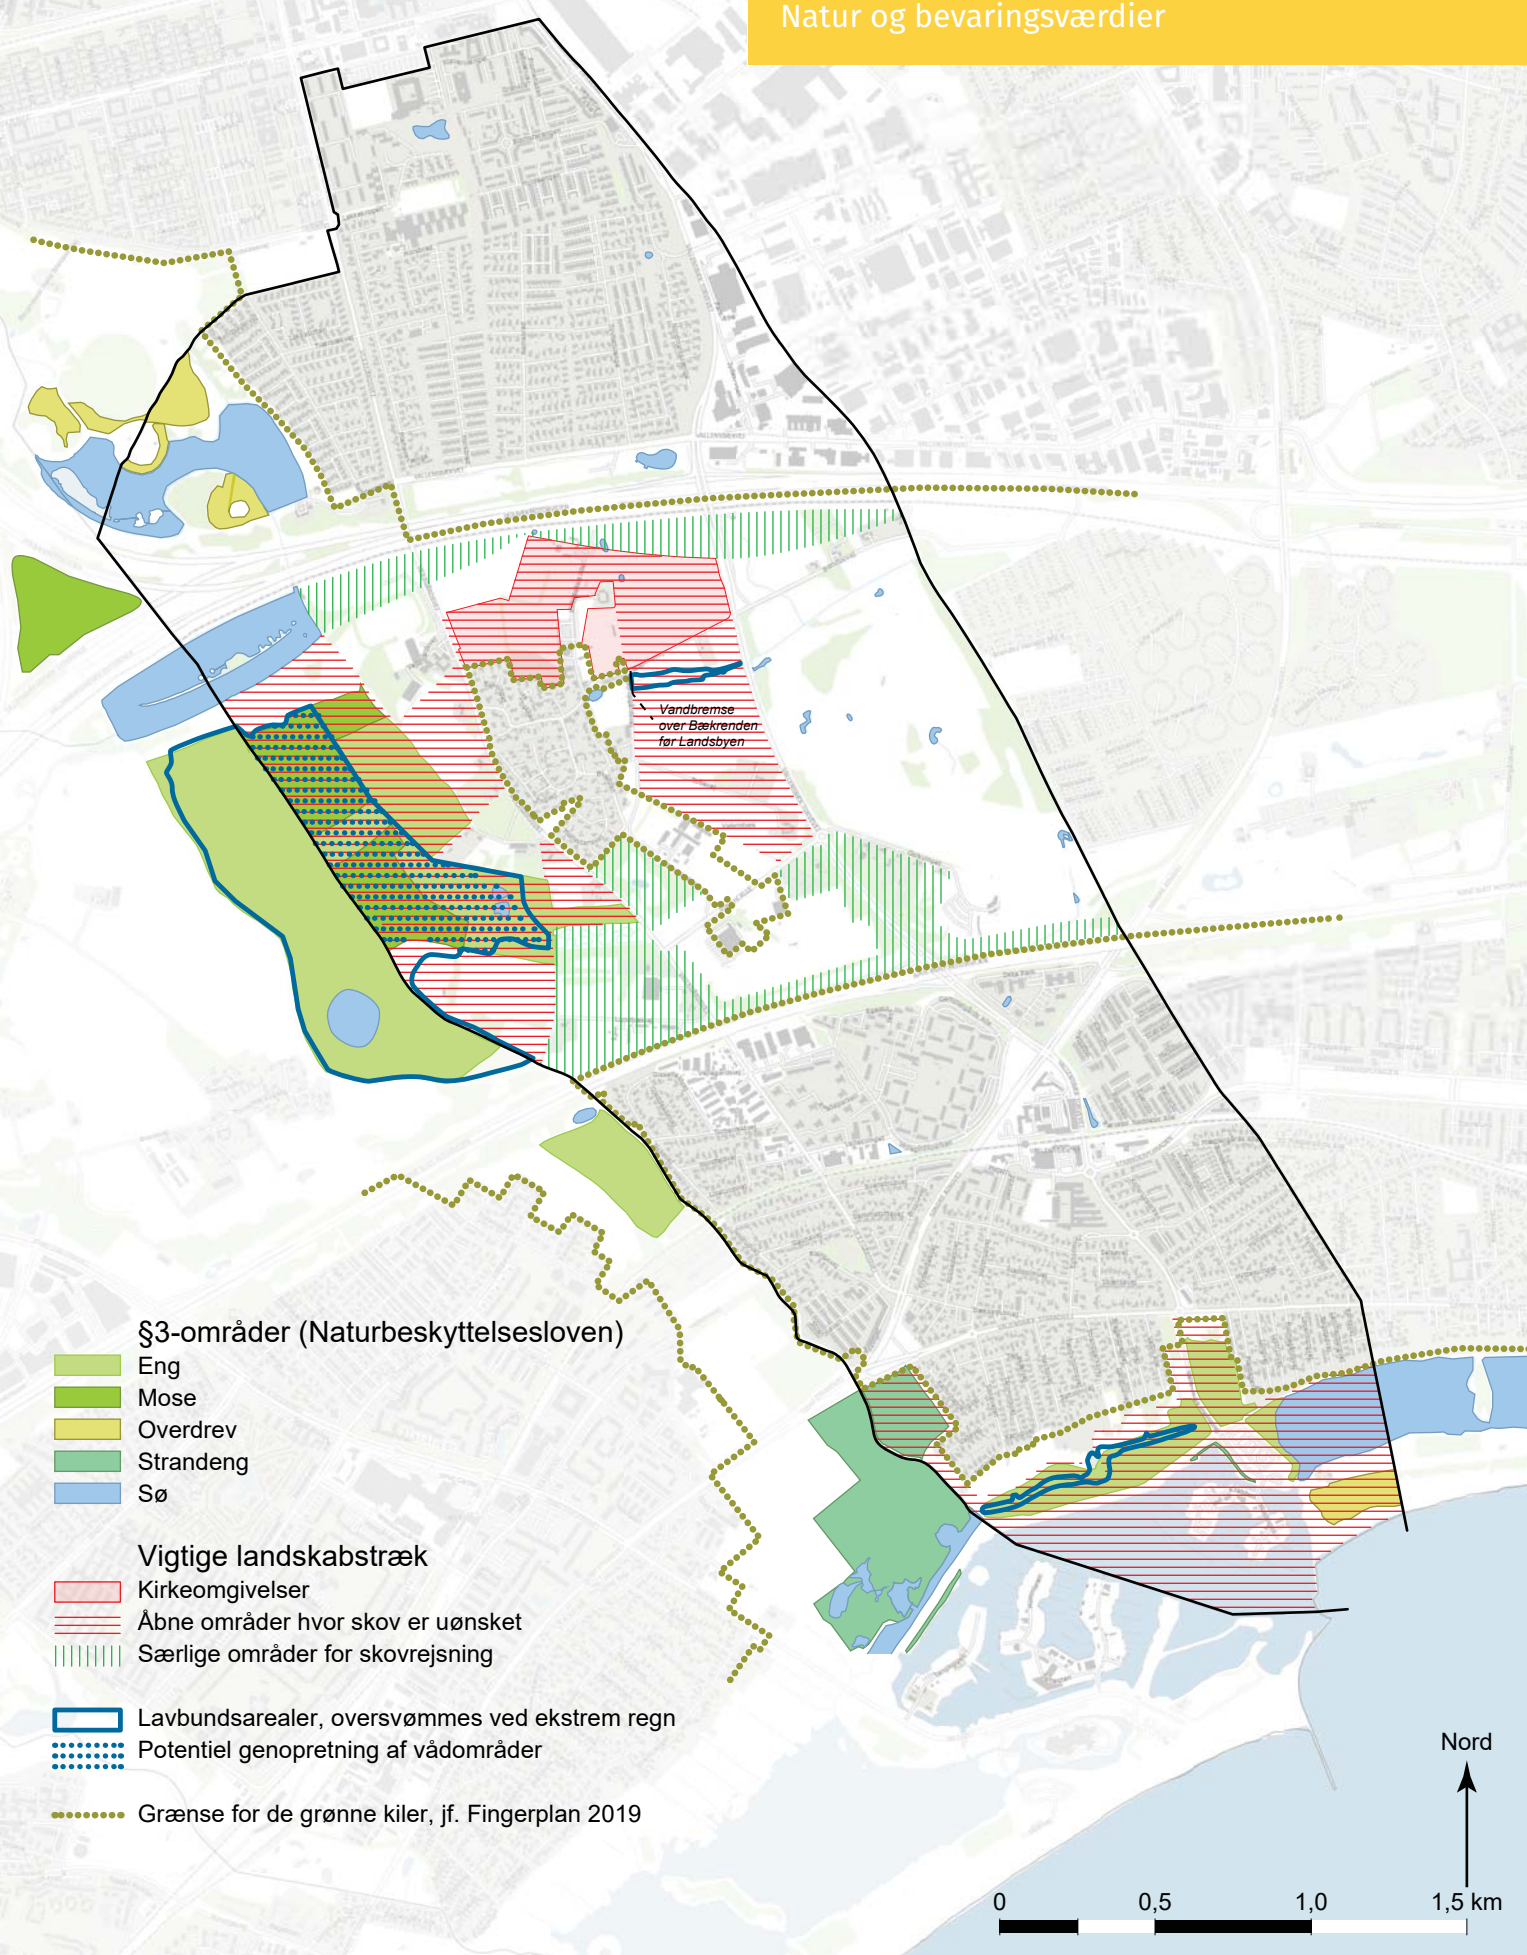 Natur og bevaringsværdier
Vandbremse
over Bækrenden
før Landsbyen
§3-områder (Naturbeskyttelsesloven)
Eng
Mose
Overdrev
Strandeng
Sø
Vigtige landskabstræk
Kirkeomgivelser
Åbne områder hvor skov er uønsket
Særlige områder for skovrejsning
Lavbundsarealer, oversvømmes ved ekstrem regn
Potentiel genopretning af vådområder
Grænse for de grønne kiler, jf. Fingerplan 2019
Nord
0 0,5 1,0 1,5 km